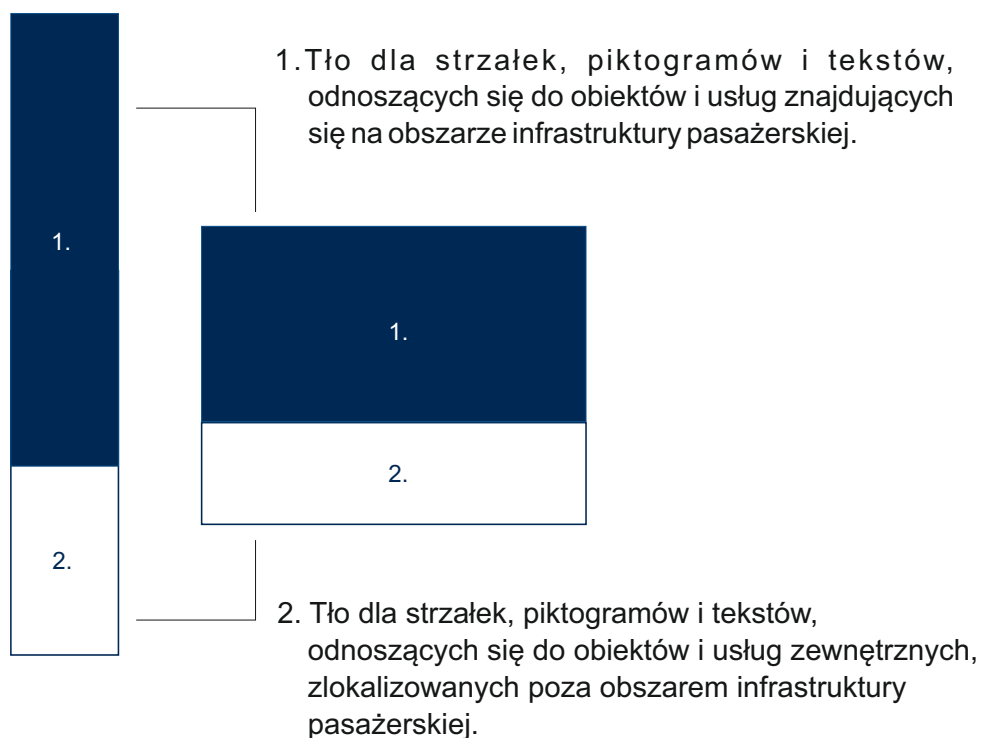 1.Tło dla strzałek, piktogramów i tekstów,
odnoszących się do obiektów i usług znajdujących
się na obszarze infrastruktury pasażerskiej.
1.
1.
2.
2.
2. Tło dla strzałek, piktogramów i tekstów,
odnoszących się do obiektów i usług zewnętrznych,
zlokalizowanych poza obszarem infrastruktury
pasażerskiej.